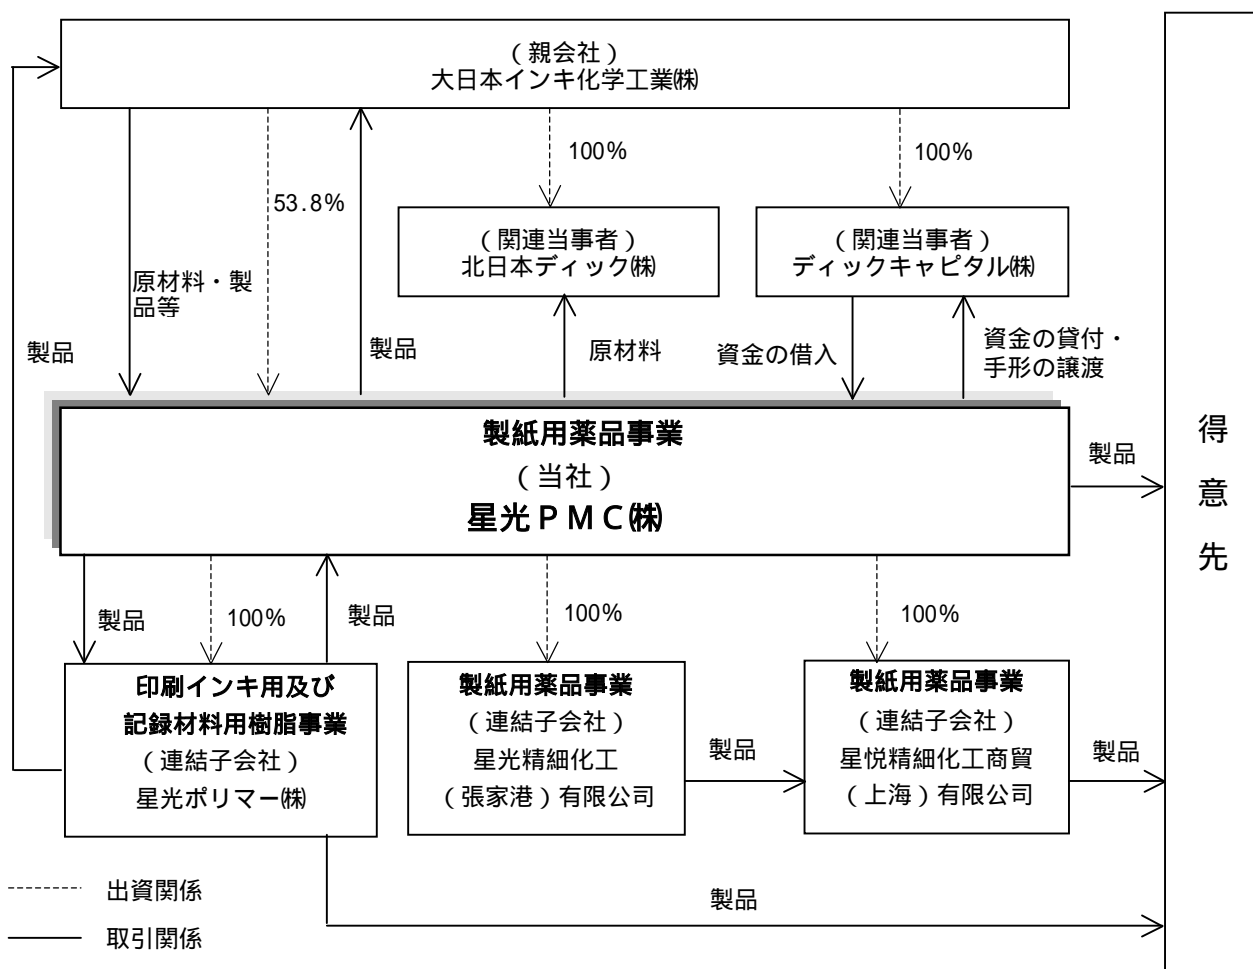 （親会社）
大日本インキ化学工業㈱
100%
100%
53.8%
（関連当事者）
北日本ディック㈱
（関連当事者）
ディックキャピタル㈱
原材料・製
品等
製品
製品
原材料
資金の借入
資金の貸付・
手形の譲渡
製紙用薬品事業
（当社）
星光ＰＭＣ㈱
製品
得
意
先
製品
100%
製品
100%
100%
印刷インキ用及び
記録材料用樹脂事業
（連結子会社）
星光ポリマー㈱
製紙用薬品事業
（連結子会社）
星光精細化工
（張家港）有限公司
製品
製紙用薬品事業
（連結子会社）
星悦精細化工商貿
（上海）有限公司
製品
製品
出資関係
取引関係